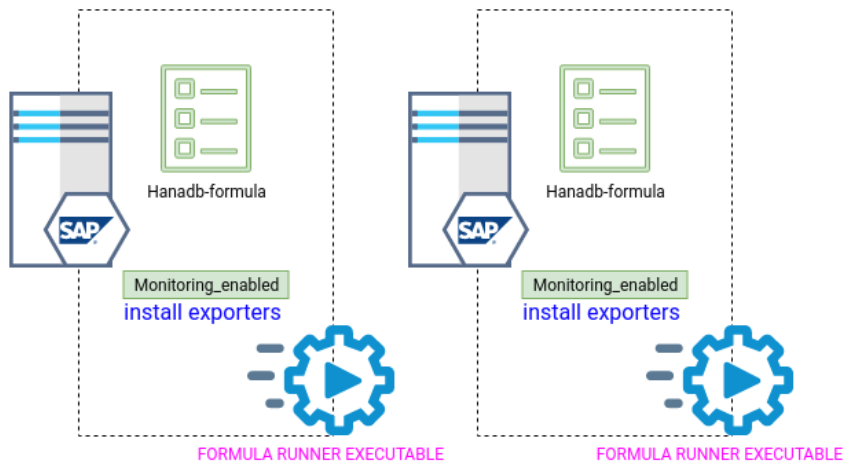 Hanadb-formula
SAP
Monitoring_enabled
install exporters
FORMULA RUNNER EXECUTABLE
Hanadb-formula
SAP
Monitoring_enabled
install exporters
FORMULA RUNNER EXECUTABLE